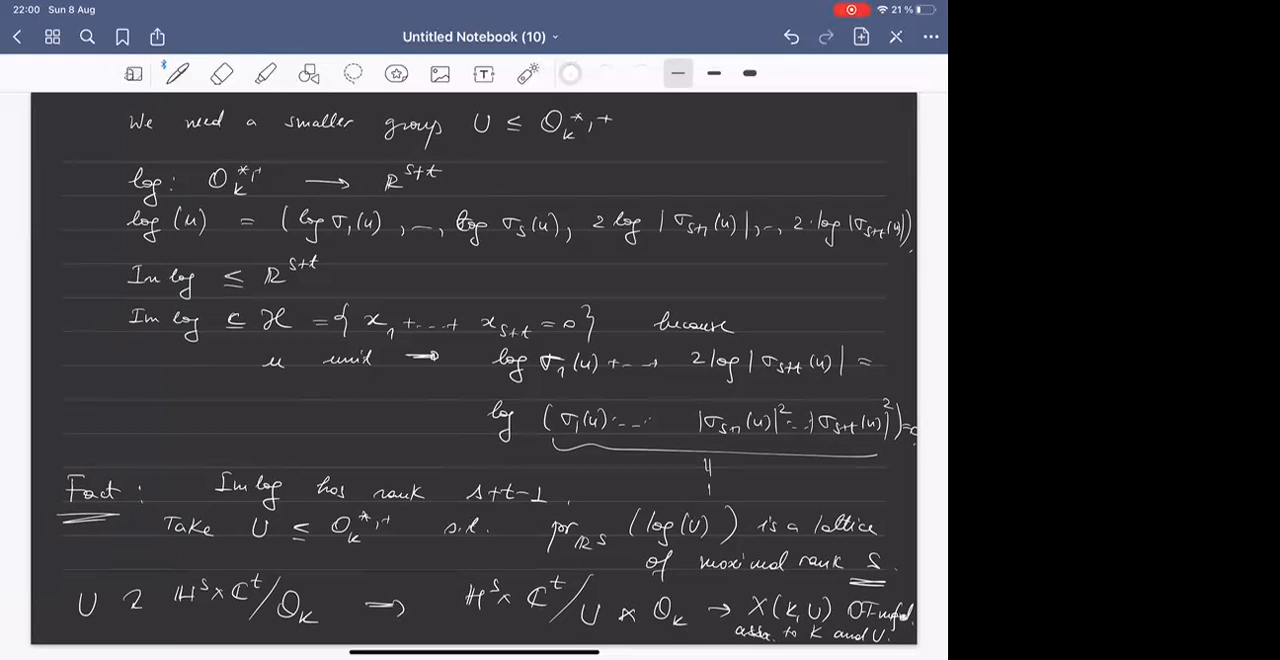 22:00 Sun 8 Aug
21 %
Untitled Notebook (10)
We need a smaller group U ≤ O_K^{*,+}
log: O_K^{*,+} → ℝ^{s+t}
log(u) = (log σ_1(u), ..., log σ_s(u), 2 log |σ_{s+1}(u)|, ..., 2·log |σ_{s+t}(u)|)
Im log ≤ ℝ^{s+t}
Im log ⊆ ℋ = { x_1 + ... + x_{s+t} = 0 } because
u unit → log σ_1(u) + ... + 2 log |σ_{s+t}(u)| =
log (σ_1(u) ..... |σ_{s+1}(u)|^2 ... |σ_{s+t}(u)|^2) = 0
1
Fact: Im log has rank s+t-1.
Take U ≤ O_K^{*,+} s.t. pr_{ℝ^s} (log(U)) is a lattice
of maximal rank s.
U ↷ ℍ^s × ℂ^t / O_K ⇒ ℍ^s × ℂ^t / U ⋉ O_K → X(K,U) OT-mfd.
asso. to K and U.